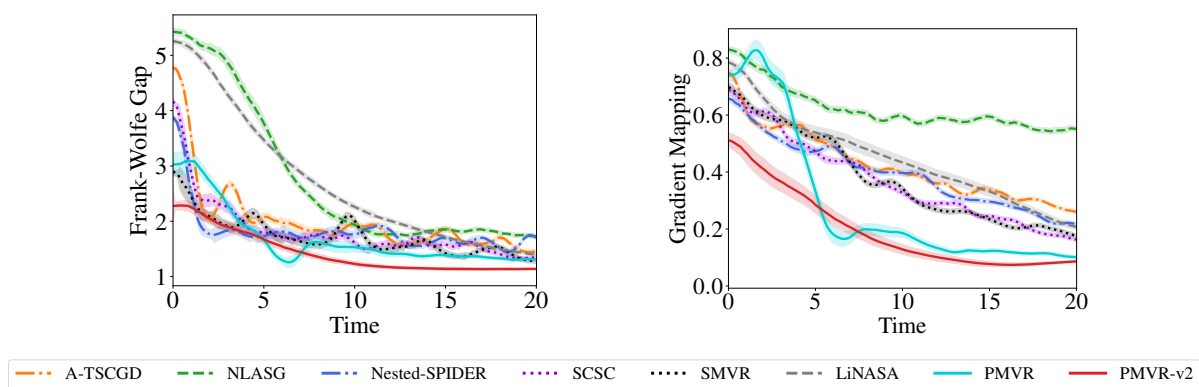 Frank-Wolfe Gap
5
4
3
2
1
0 5 10 15 20
Time
Gradient Mapping
0.8
0.6
0.4
0.2
0.0
0 5 10 15 20
Time
A-TSCGD NLASG Nested-SPIDER SCSC SMVR LiNASA PMVR PMVR-v2